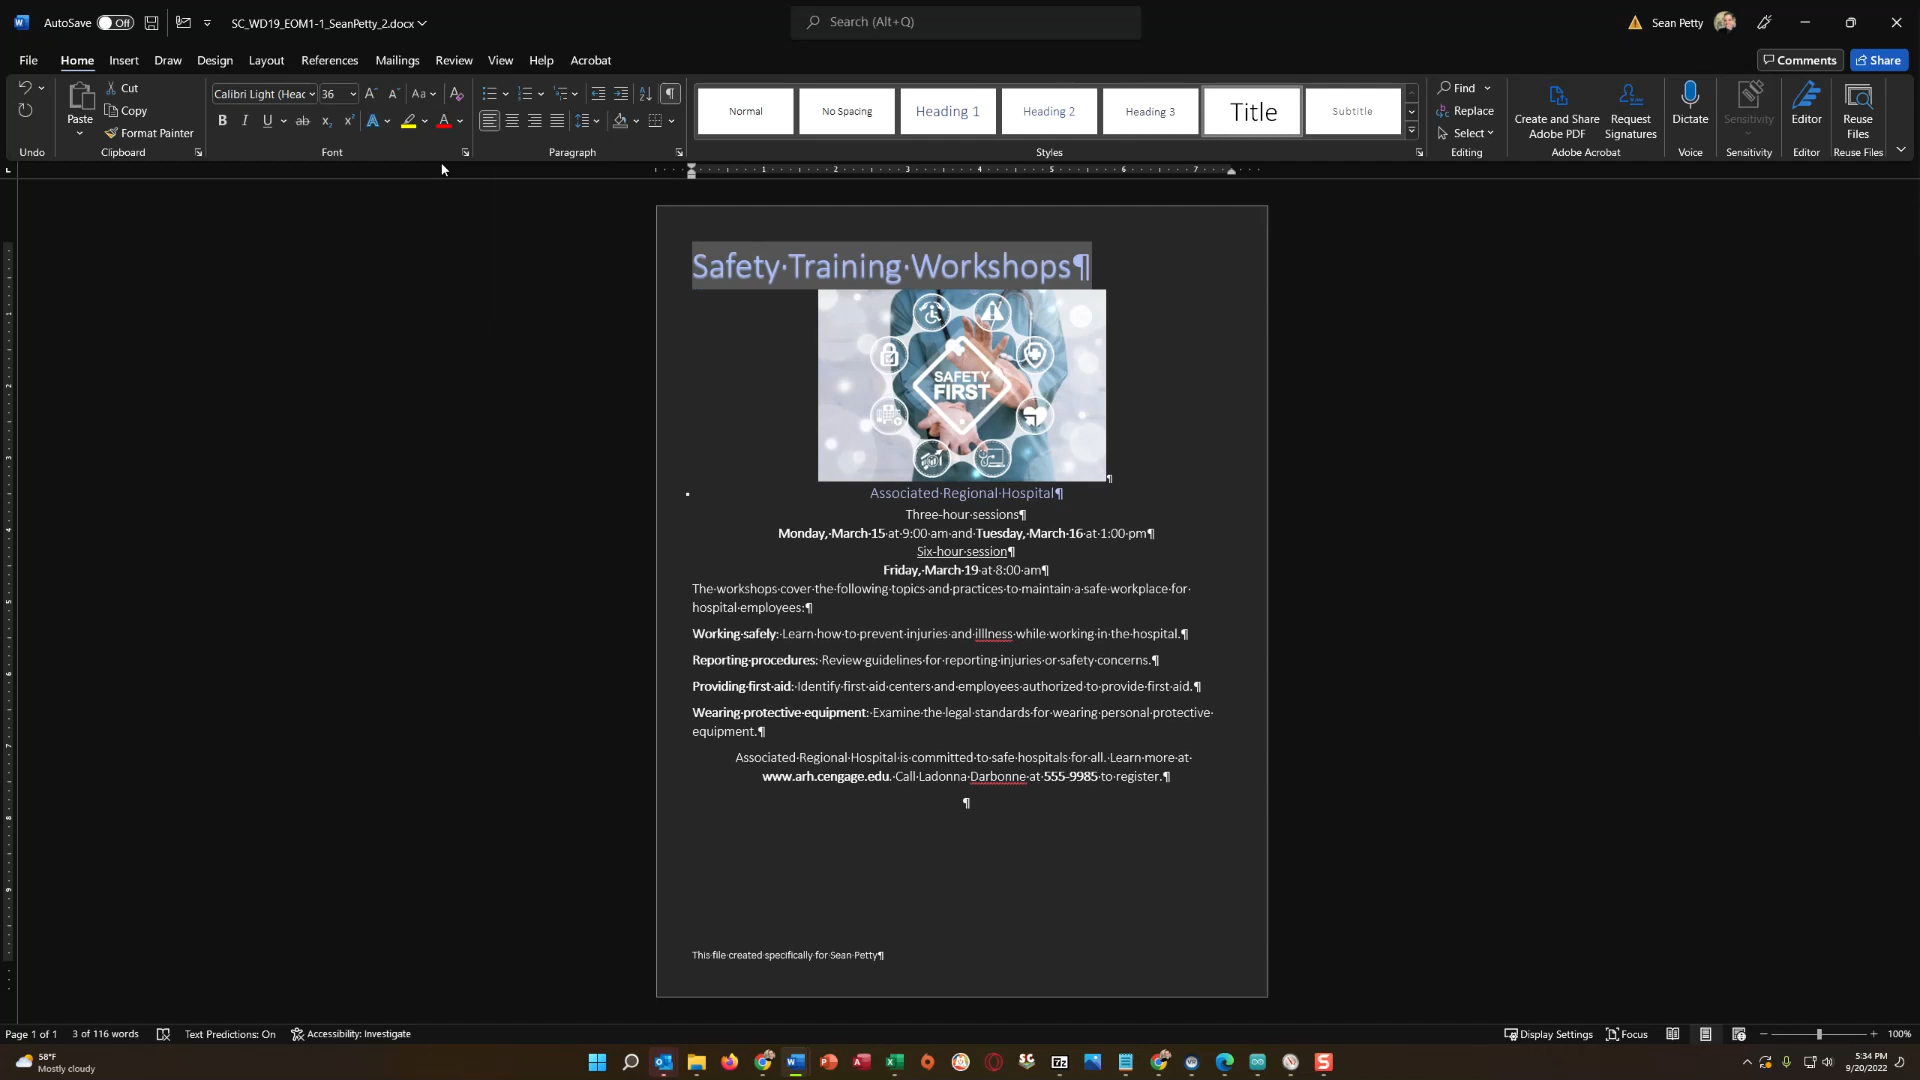 AutoSave Off SC_WD19_EOM1-1_SeanPetty_2.docx Search (Alt+Q) Sean Petty
File Home Insert Draw Design Layout References Mailings Review View Help Acrobat Comments Share
Paste
Cut
Copy
Format Painter
Calibri Light (Head 36 Aa
B I U ab x₂ x² A A
Normal No Spacing Heading 1 Heading 2 Heading 3 Title Subtitle
Find
Replace
Select
Create and Share Adobe PDF
Request Signatures
Dictate
Sensitivity
Editor
Reuse Files
Undo Clipboard Font Paragraph Styles Editing Adobe Acrobat Voice Sensitivity Editor Reuse Files
1 2 3 4 5 6 7
Safety·Training·Workshops¶
SAFETY
FIRST
¶
Associated·Regional·Hospital¶
Three-hour·sessions¶
Monday,·March·15·at·9:00·am·and·Tuesday,·March·16·at·1:00·pm¶
Six-hour·session¶
Friday,·March·19·at·8:00·am¶
The·workshops·cover·the·following·topics·and·practices·to·maintain·a·safe·workplace·for·
hospital·employees:¶
Working·safely:·Learn·how·to·prevent·injuries·and·illlness·while·working·in·the·hospital.¶
Reporting·procedures:·Review·guidelines·for·reporting·injuries·or·safety·concerns.¶
Providing·first·aid:·Identify·first·aid·centers·and·employees·authorized·to·provide·first·aid.¶
Wearing·protective·equipment:·Examine·the·legal·standards·for·wearing·personal·protective·
equipment.¶
Associated·Regional·Hospital·is·committed·to·safe·hospitals·for·all.·Learn·more·at·
www.arh.cengage.edu.·Call·Ladonna·Darbonne·at·555-9985·to·register.¶
¶
This·file·created·specifically·for·Sean·Petty¶
Page 1 of 1 3 of 116 words Text Predictions: On Accessibility: Investigate Display Settings Focus 100%
58°F
Mostly cloudy
5:34 PM
9/20/2022